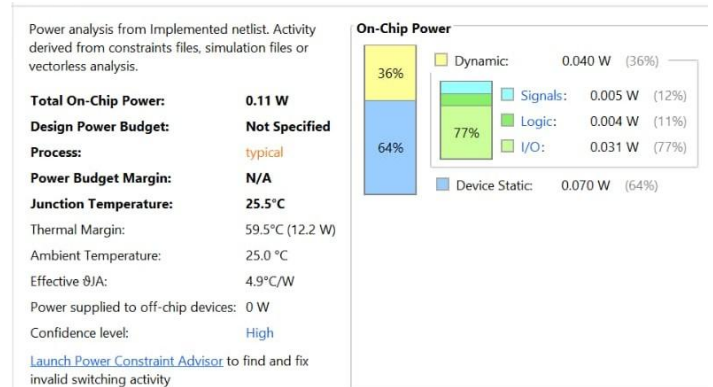 Power analysis from Implemented netlist. Activity
derived from constraints files, simulation files or
vectorless analysis.
Total On-Chip Power: 0.11 W
Design Power Budget: Not Specified
Process: typical
Power Budget Margin: N/A
Junction Temperature: 25.5°C
Thermal Margin: 59.5°C (12.2 W)
Ambient Temperature: 25.0 °C
Effective ϑJA: 4.9°C/W
Power supplied to off-chip devices: 0 W
Confidence level: High
Launch Power Constraint Advisor to find and fix
invalid switching activity
On-Chip Power
36%
64%
Dynamic: 0.040 W (36%)
77%
Signals: 0.005 W (12%)
Logic: 0.004 W (11%)
I/O: 0.031 W (77%)
Device Static: 0.070 W (64%)